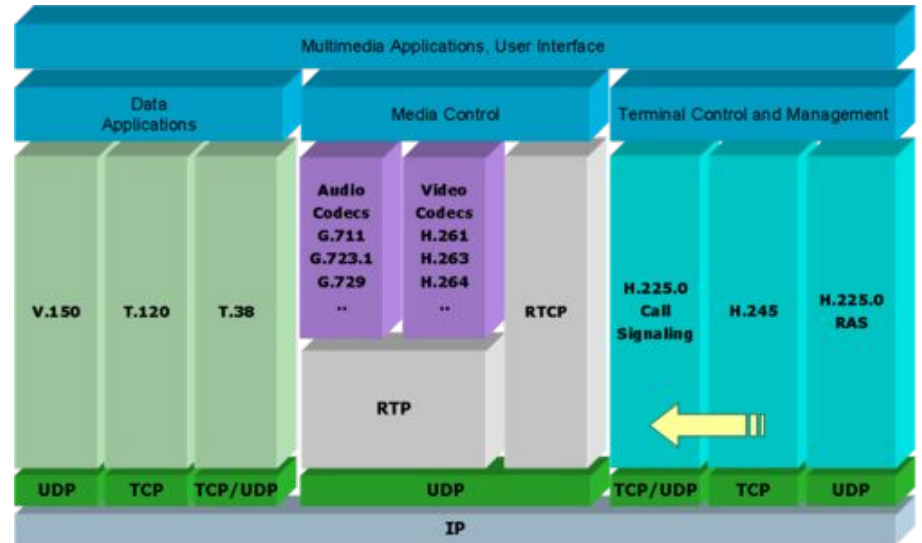 Multimedia Applications, User Interface
Data
Applications
Media Control
Terminal Control and Management
V.150
T.120
T.38
Audio
Codecs
G.711
G.723.1
G.729
..
Video
Codecs
H.261
H.263
H.264
..
RTP
RTCP
H.225.0
Call
Signaling
H.245
H.225.0
RAS
UDP
TCP
TCP/UDP
UDP
TCP/UDP
TCP
UDP
IP